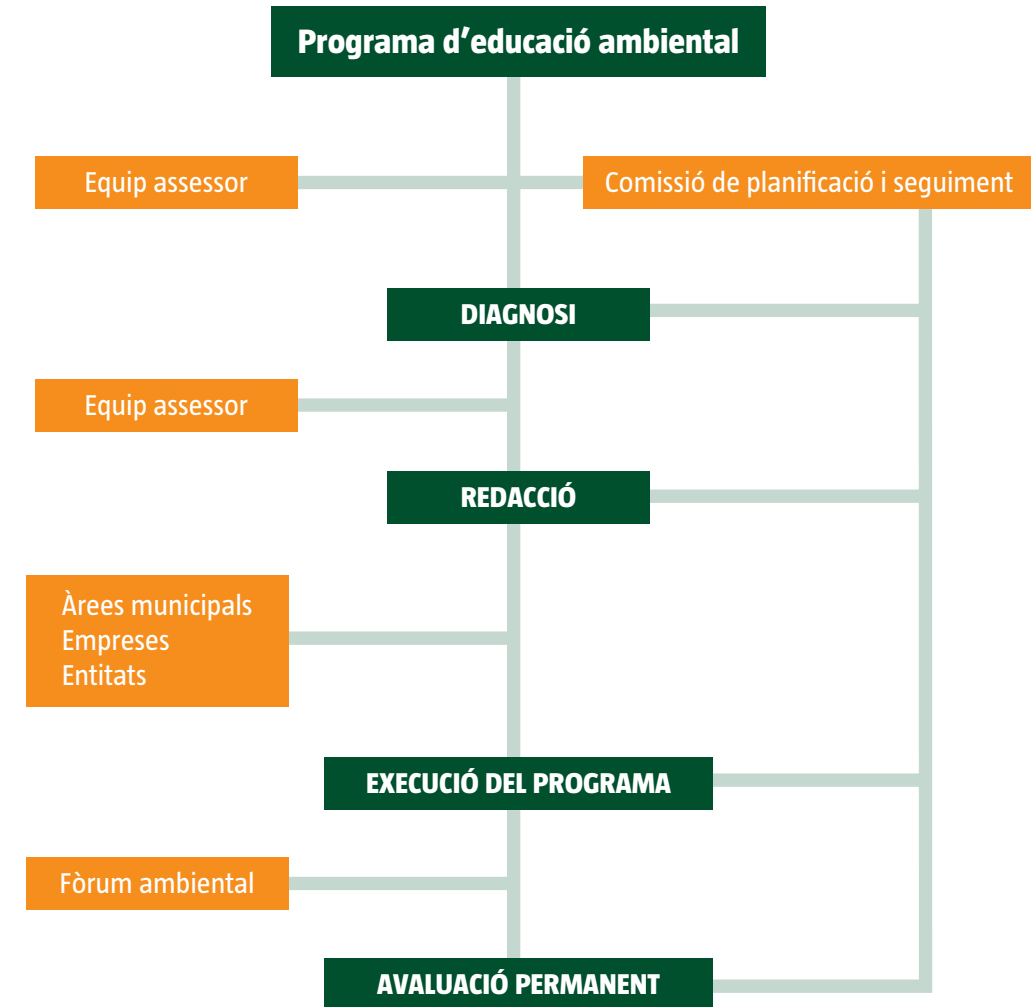 Programa d’educació ambiental
Equip assessor
Comissió de planificació i seguiment
DIAGNOSI
Equip assessor
REDACCIÓ
Àrees municipals
Empreses
Entitats
EXECUCIÓ DEL PROGRAMA
Fòrum ambiental
AVALUACIÓ PERMANENT